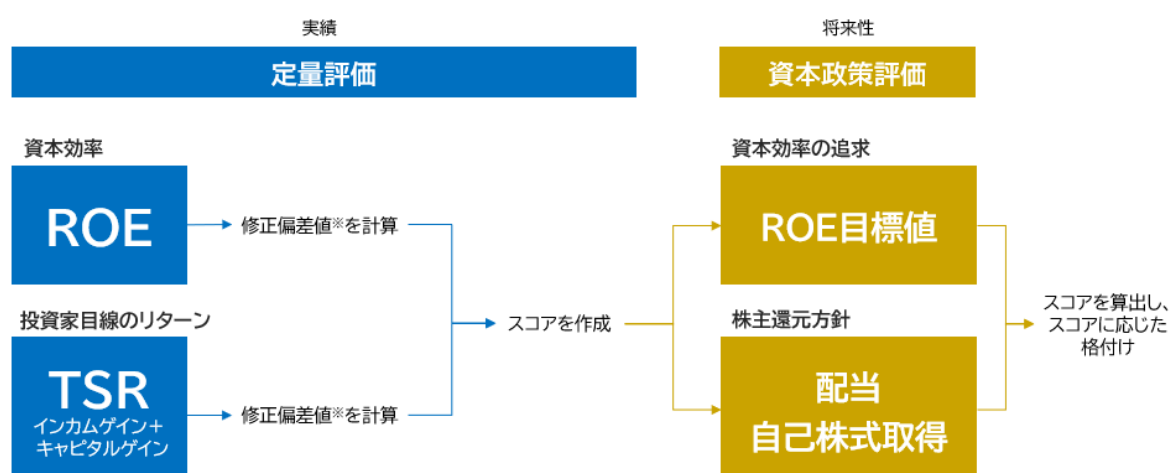 実績
定量評価
将来性
資本政策評価
資本効率
ROE
修正偏差値※を計算
投資家目線のリターン
TSR
インカムゲイン＋
キャピタルゲイン
修正偏差値※を計算
スコアを作成
資本効率の追求
ROE目標値
株主還元方針
配当
自己株式取得
スコアを算出し、
スコアに応じた
格付け